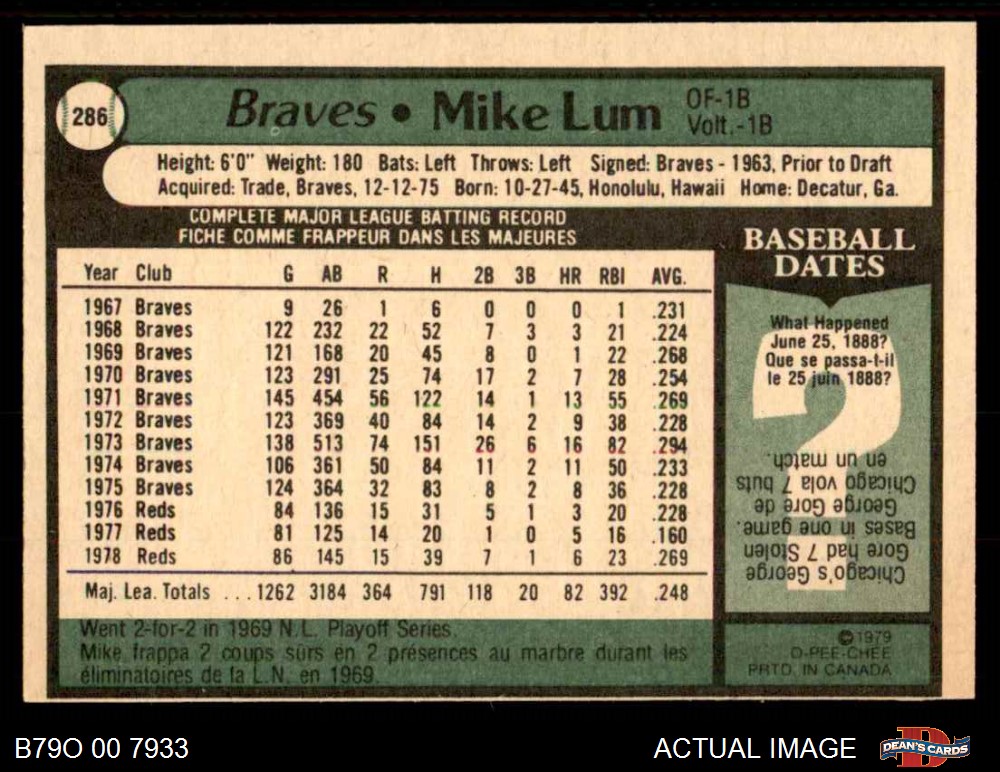 286
Braves • Mike Lum OF-1B
Volt.-1B
Height: 6'0" Weight: 180 Bats: Left Throws: Left Signed: Braves - 1963, Prior to Draft
Acquired: Trade, Braves, 12-12-75 Born: 10-27-45, Honolulu, Hawaii Home: Decatur, Ga.
COMPLETE MAJOR LEAGUE BATTING RECORD
FICHE COMME FRAPPEUR DANS LES MAJEURES
Year Club G AB R H 2B 3B HR RBI AVG.
1967 Braves 9 26 1 6 0 0 0 1 .231
1968 Braves 122 232 22 52 7 3 3 21 .224
1969 Braves 121 168 20 45 8 0 1 22 .268
1970 Braves 123 291 25 74 17 2 7 28 .254
1971 Braves 145 454 56 122 14 1 13 55 .269
1972 Braves 123 369 40 84 14 2 9 38 .228
1973 Braves 138 513 74 151 26 6 16 82 .294
1974 Braves 106 361 50 84 11 2 11 50 .233
1975 Braves 124 364 32 83 8 2 8 36 .228
1976 Reds 84 136 15 31 5 1 3 20 .228
1977 Reds 81 125 14 20 1 0 5 16 .160
1978 Reds 86 145 15 39 7 1 6 23 .269
Maj. Lea. Totals ... 1262 3184 364 791 118 20 82 392 .248
Went 2-for-2 in 1969 N.L. Playoff Series.
Mike frappa 2 coups sûrs en 2 présences au marbre durant les
éliminatoires de la L.N. en 1969.
BASEBALL
DATES
What Happened
June 25, 1888?
Que se passa-t-il
le 25 juin 1888?
Chicago's George
Gore had 7 Stolen
Bases in one game.
George Gore de
Chicago vola 7 buts
en un match.
© 1979
O-PEE-CHEE
PRTD. IN CANADA
B79O 00 7933
ACTUAL IMAGE
DEAN'S CARDS